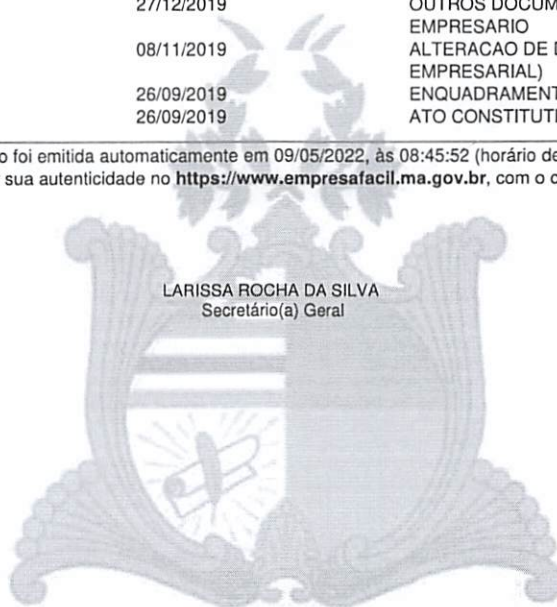 27/12/2019 OUTROS DOCUM
EMPRESARIO
08/11/2019 ALTERACAO DE
EMPRESARIAL)
26/09/2019 ENQUADRAMENT
26/09/2019 ATO CONSTITUTI
o foi emitida automaticamente em 09/05/2022, às 08:45:52 (horário de
sua autenticidade no https://www.empresafacil.ma.gov.br, com o c
LARISSA ROCHA DA SILVA
Secretário(a) Geral